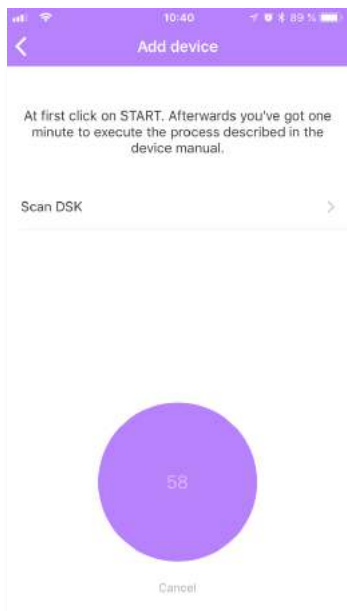 10:40
89 %
Add device
At first click on START. Afterwards you've got one
minute to execute the process described in the
device manual.
Scan DSK
58
Cancel